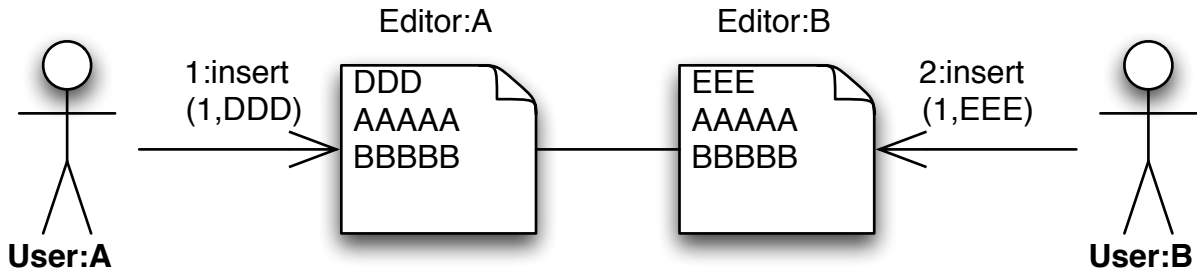 Editor:A
Editor:B
1:insert
(1,DDD)
DDD
AAAAA
BBBBB
EEE
AAAAA
BBBBB
2:insert
(1,EEE)
User:A
User:B